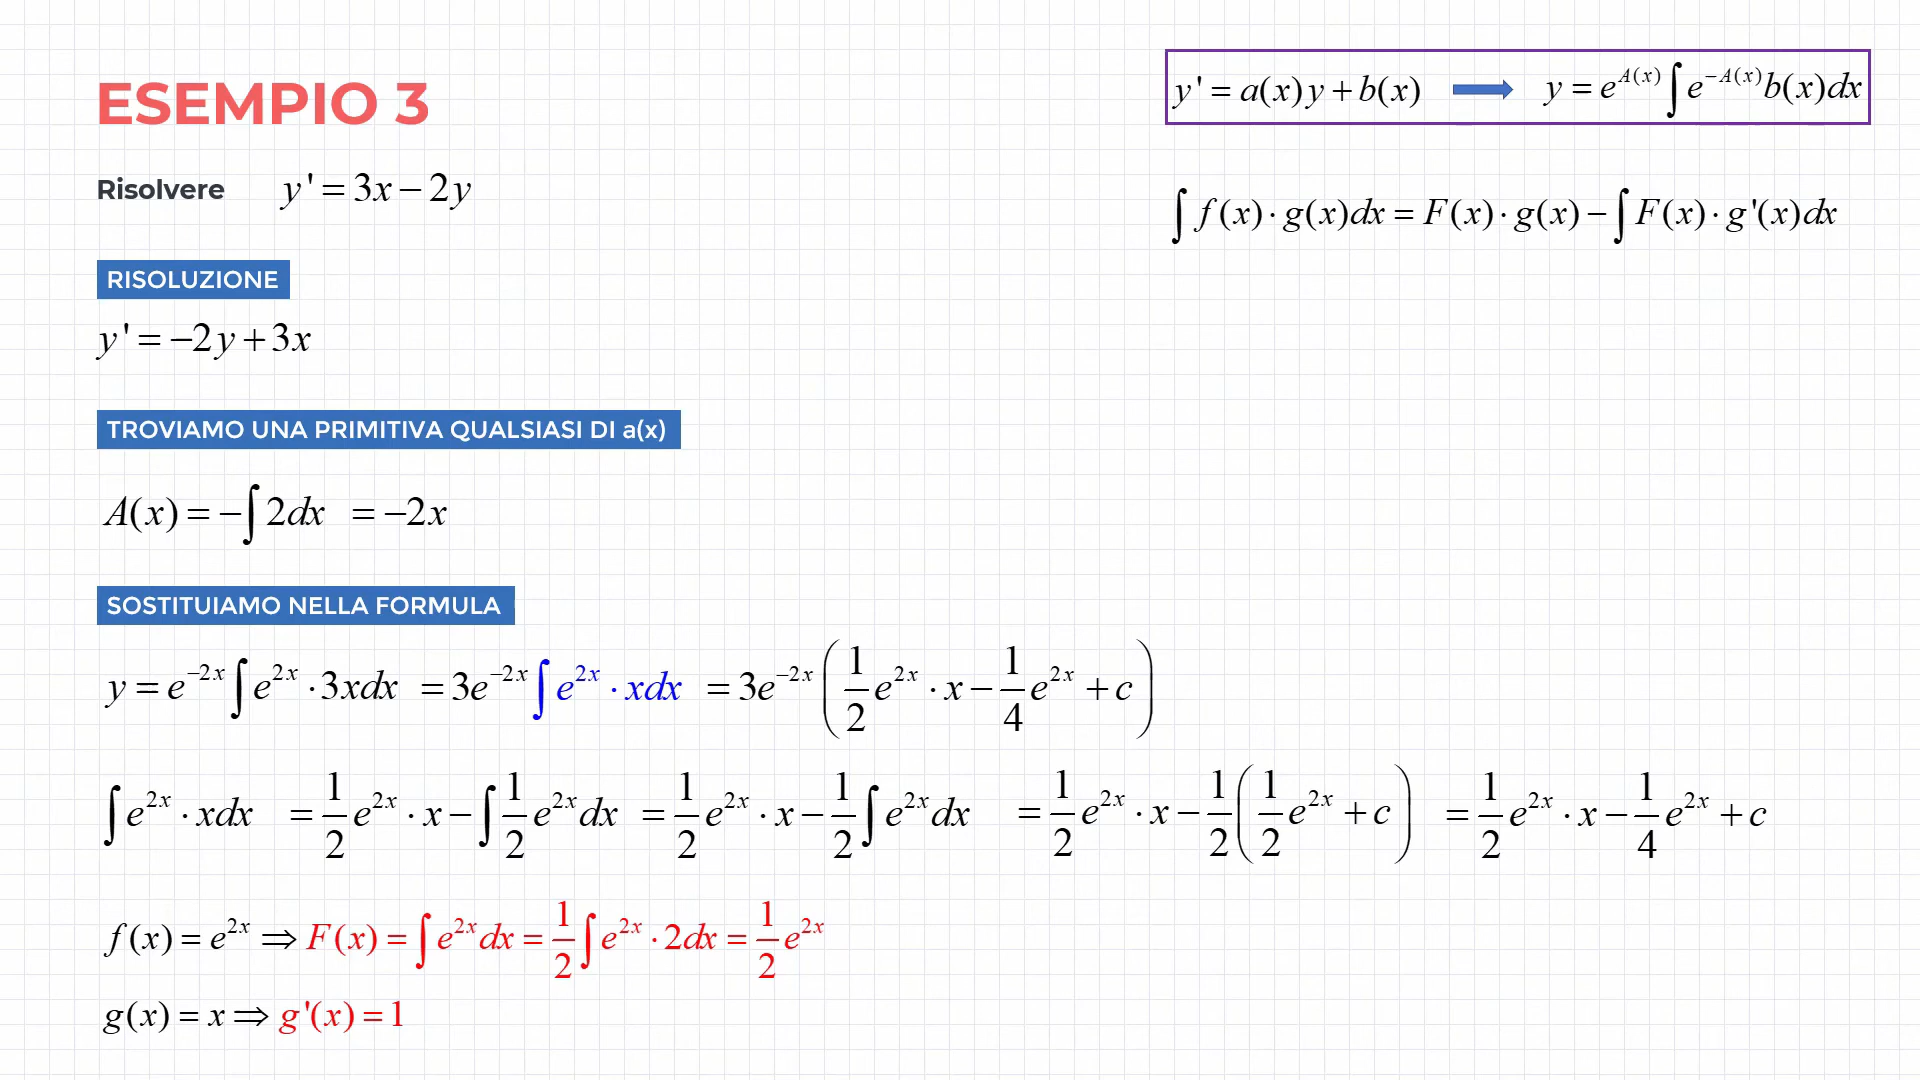 ESEMPIO 3
y' = a(x)y + b(x) ⟹ y = e^{A(x)} ∫ e^{−A(x)} b(x)dx
Risolvere y' = 3x − 2y
∫ f(x) · g(x)dx = F(x) · g(x) − ∫ F(x) · g'(x)dx
RISOLUZIONE
y' = −2y + 3x
TROVIAMO UNA PRIMITIVA QUALSIASI DI a(x)
A(x) = −∫ 2dx = −2x
SOSTITUIAMO NELLA FORMULA
y = e^{−2x} ∫ e^{2x} · 3xdx = 3e^{−2x} ∫ e^{2x} · xdx = 3e^{−2x} (1/2 e^{2x} · x − 1/4 e^{2x} + c)
∫ e^{2x} · xdx = 1/2 e^{2x} · x − ∫ 1/2 e^{2x} dx = 1/2 e^{2x} · x − 1/2 ∫ e^{2x} dx = 1/2 e^{2x} · x − 1/2 (1/2 e^{2x} + c) = 1/2 e^{2x} · x − 1/4 e^{2x} + c
f(x) = e^{2x} ⇒ F(x) = ∫ e^{2x} dx = 1/2 ∫ e^{2x} · 2dx = 1/2 e^{2x}
g(x) = x ⇒ g'(x) = 1